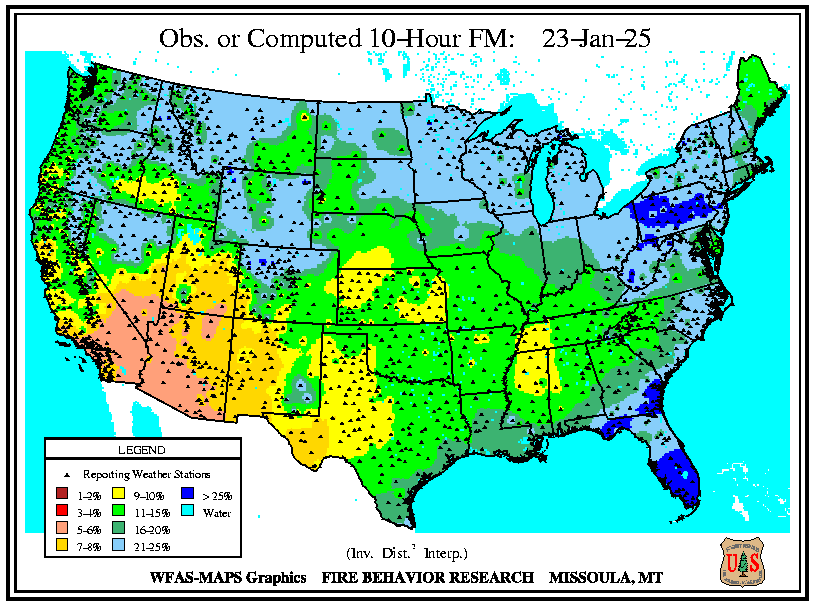 Obs. or Computed 10-Hour FM: 23-Jan-25
LEGEND
Reporting Weather Stations
1-2% 9-10% > 25%
3-4% 11-15% Water
5-6% 16-20%
7-8% 21-25%
(Inv. Dist.² Interp.)
WFAS-MAPS Graphics FIRE BEHAVIOR RESEARCH MISSOULA, MT
U S